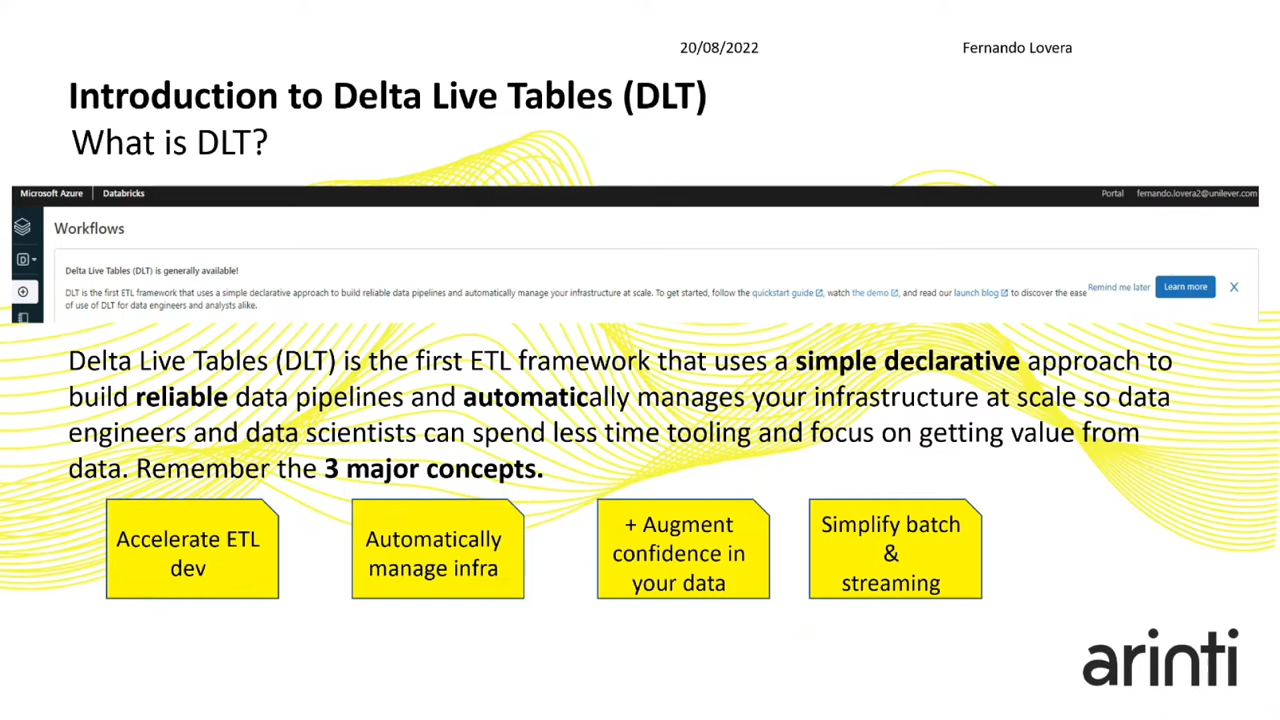 20/08/2022 Fernando Lovera
Introduction to Delta Live Tables (DLT)
What is DLT?
Microsoft Azure | Databricks Portal fernando.lovera2@unilever.com
Workflows
Delta Live Tables (DLT) is generally available!
DLT is the first ETL framework that uses a simple declarative approach to build reliable data pipelines and automatically manage your infrastructure at scale. To get started, follow the quickstart guide, watch the demo, and read our launch blog to discover the ease
of use of DLT for data engineers and analysts alike.
Remind me later Learn more X
Delta Live Tables (DLT) is the first ETL framework that uses a simple declarative approach to
build reliable data pipelines and automatically manages your infrastructure at scale so data
engineers and data scientists can spend less time tooling and focus on getting value from
data. Remember the 3 major concepts.
Accelerate ETL
dev
Automatically
manage infra
+ Augment
confidence in
your data
Simplify batch
&
streaming
arinti